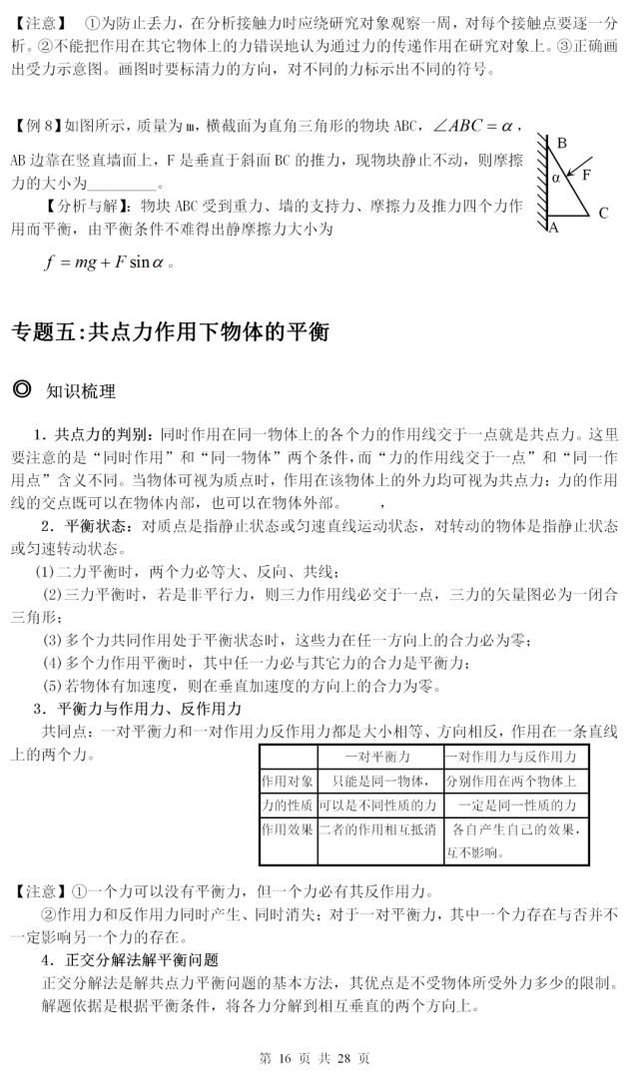 【注意】 ①为防止丢力，在分析接触力时应绕研究对象观察一周，对每个接触点要逐一分
析。②不能把作用在其它物体上的力错误地认为通过力的传递作用在研究对象上。③正确画
出受力示意图。画图时要标清力的方向，对不同的力标示出不同的符号。
【例 8】如图所示，质量为 m，横截面为直角三角形的物块 ABC，∠ABC = α，
AB 边靠在竖直墙面上，F 是垂直于斜面 BC 的推力，现物块静止不动，则摩擦
力的大小为_________。
【分析与解】：物块 ABC 受到重力、墙的支持力、摩擦力及推力四个力作
用而平衡，由平衡条件不难得出静摩擦力大小为
f = mg + F sin α 。
B
α
F
C
A
专题五:共点力作用下物体的平衡
◎ 知识梳理
1．共点力的判别：同时作用在同一物体上的各个力的作用线交于一点就是共点力。这里
要注意的是“同时作用”和“同一物体”两个条件，而“力的作用线交于一点”和“同一作
用点”含义不同。当物体可视为质点时，作用在该物体上的外力均可视为共点力：力的作用
线的交点既可以在物体内部，也可以在物体外部。 ，
2．平衡状态：对质点是指静止状态或匀速直线运动状态，对转动的物体是指静止状态
或匀速转动状态。
(1)二力平衡时，两个力必等大、反向、共线；
(2)三力平衡时，若是非平行力，则三力作用线必交于一点，三力的矢量图必为一闭合
三角形；
(3)多个力共同作用处于平衡状态时，这些力在任一方向上的合力必为零；
(4)多个力作用平衡时，其中任一力必与其它力的合力是平衡力；
(5)若物体有加速度，则在垂直加速度的方向上的合力为零。
3．平衡力与作用力、反作用力
共同点：一对平衡力和一对作用力反作用力都是大小相等、方向相反，作用在一条直线
上的两个力。
一对平衡力 一对作用力与反作用力
作用对象 只能是同一物体， 分别作用在两个物体上
力的性质 可以是不同性质的力 一定是同一性质的力
作用效果 二者的作用相互抵消 各自产生自己的效果，
互不影响。
【注意】①一个力可以没有平衡力，但一个力必有其反作用力。
②作用力和反作用力同时产生、同时消失；对于一对平衡力，其中一个力存在与否并不
一定影响另一个力的存在。
4．正交分解法解平衡问题
正交分解法是解共点力平衡问题的基本方法，其优点是不受物体所受外力多少的限制。
解题依据是根据平衡条件，将各力分解到相互垂直的两个方向上。
第 16 页 共 28 页